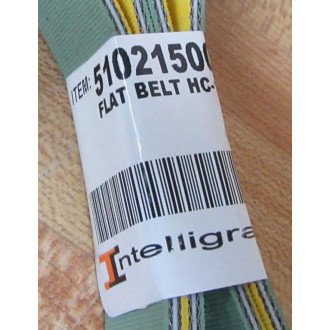 ITEM: 5102150
FLAT BELT HC-
Intelligra